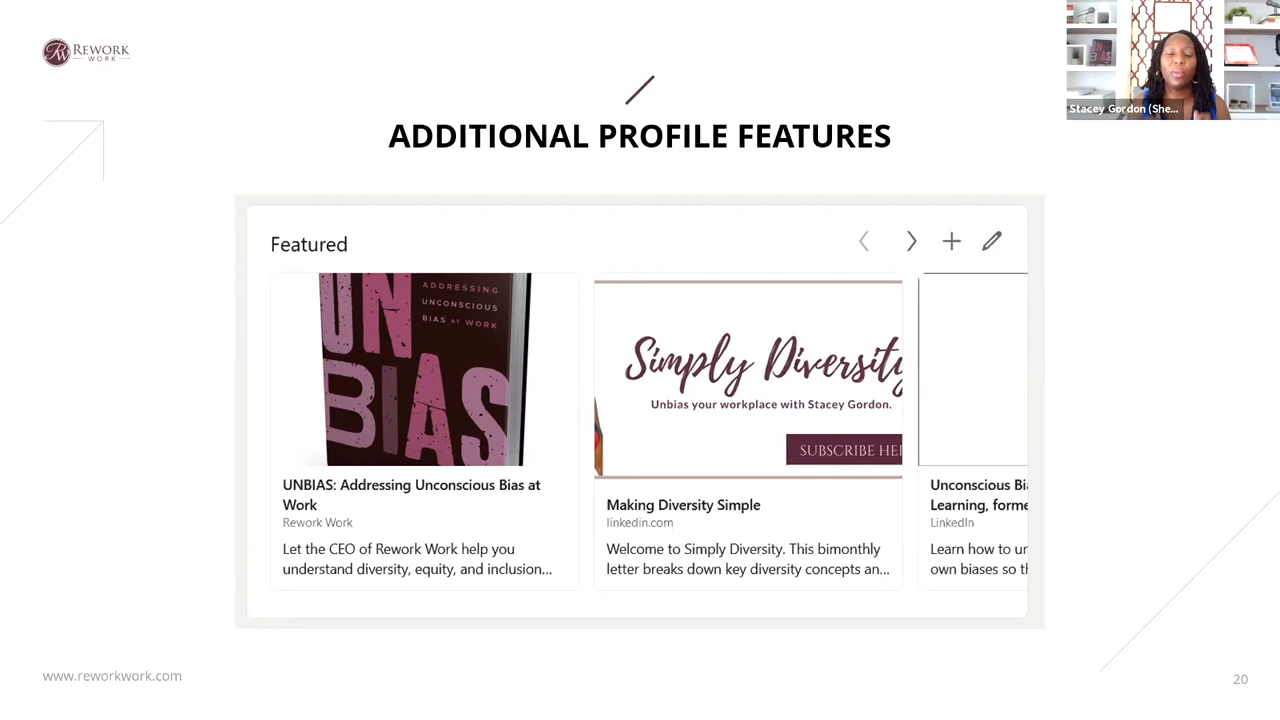 REWORK
WORK
Stacey Gordon (She...
ADDITIONAL PROFILE FEATURES
Featured
ADDRESSING
UNCONSCIOUS
BIAS AT WORK
UN
BIAS
UNBIAS: Addressing Unconscious Bias at
Work
Rework Work
Let the CEO of Rework Work help you
understand diversity, equity, and inclusion...
Simply Diversity
Unbias your workplace with Stacey Gordon.
SUBSCRIBE HE
Making Diversity Simple
linkedin.com
Welcome to Simply Diversity. This bimonthly
letter breaks down key diversity concepts an...
Unconscious Bi
Learning, forme
LinkedIn
Learn how to un
own biases so th
www.reworkwork.com
20